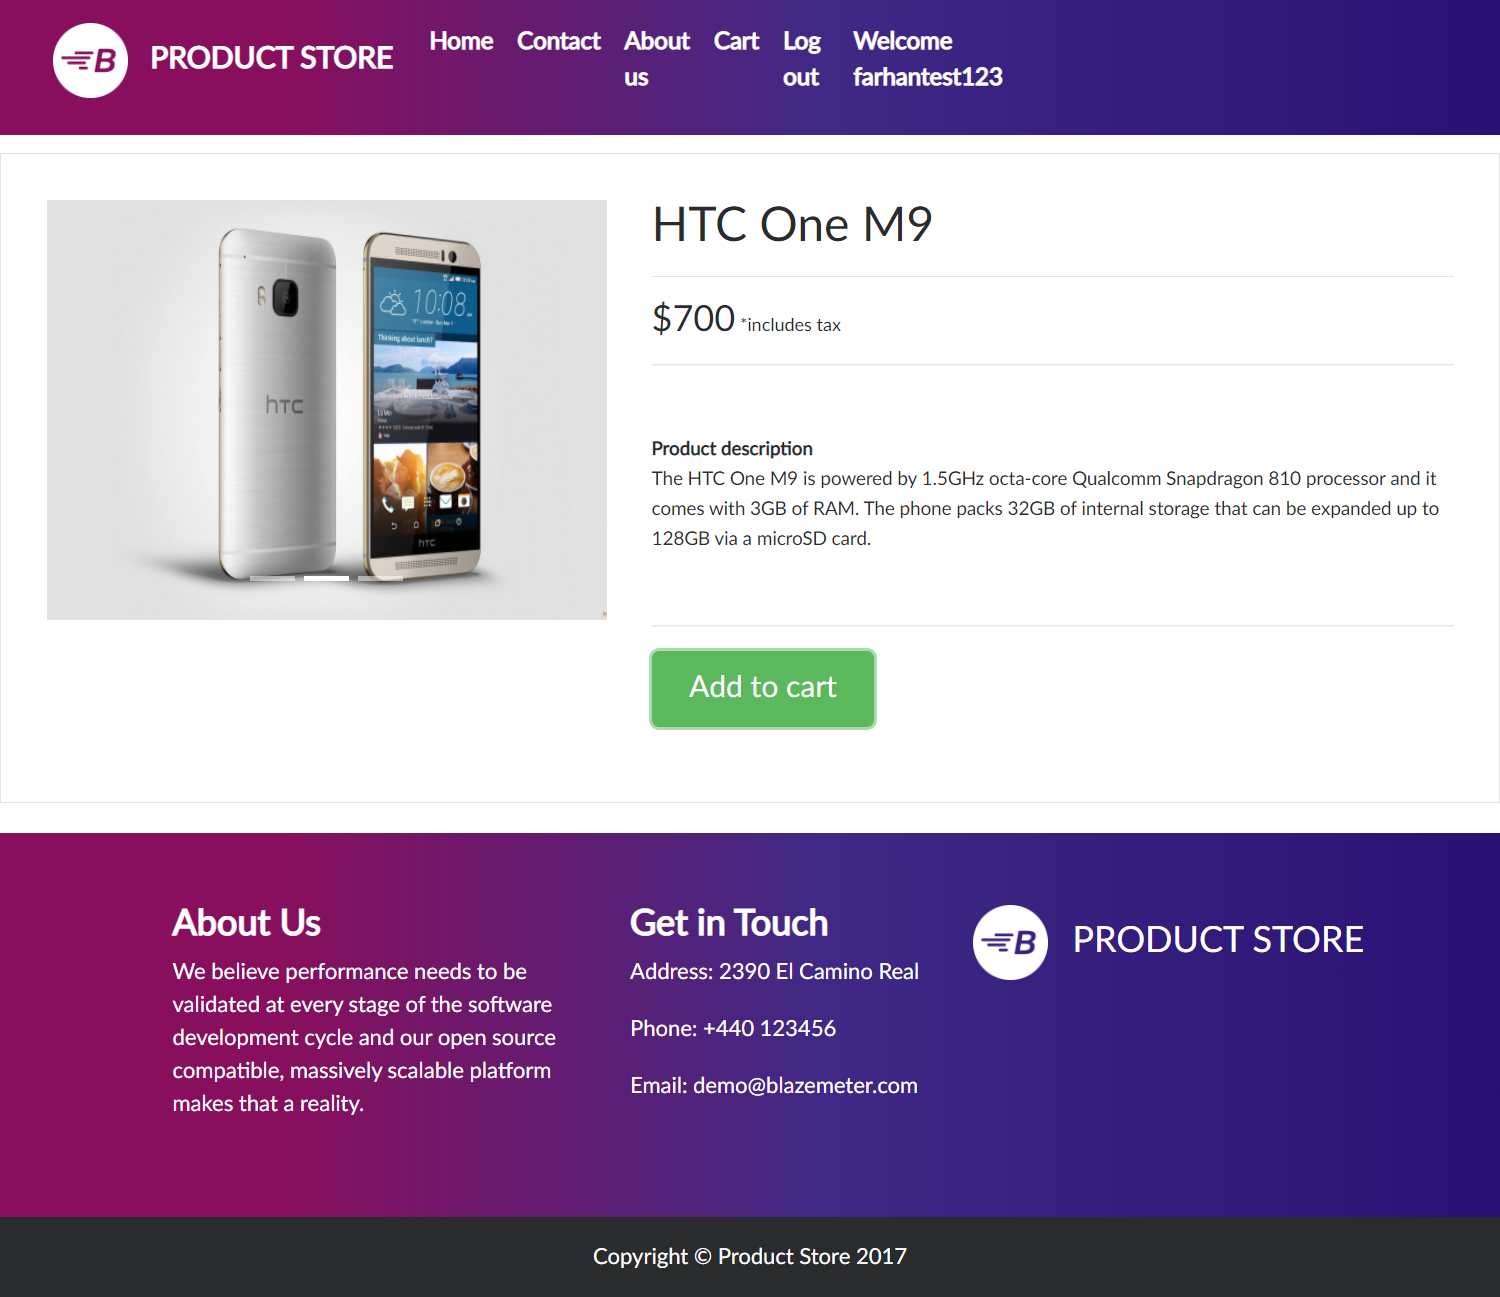 B PRODUCT STORE Home Contact About us Cart Log out Welcome farhantest123
HTC One M9
$700 *includes tax
hTC
10:08
Thinking about lunch?
hTC
Product description
The HTC One M9 is powered by 1.5GHz octa-core Qualcomm Snapdragon 810 processor and it
comes with 3GB of RAM. The phone packs 32GB of internal storage that can be expanded up to
128GB via a microSD card.
Add to cart
About Us
We believe performance needs to be
validated at every stage of the software
development cycle and our open source
compatible, massively scalable platform
makes that a reality.
Get in Touch
Address: 2390 El Camino Real
Phone: +440 123456
Email: demo@blazemeter.com
B PRODUCT STORE
Copyright © Product Store 2017